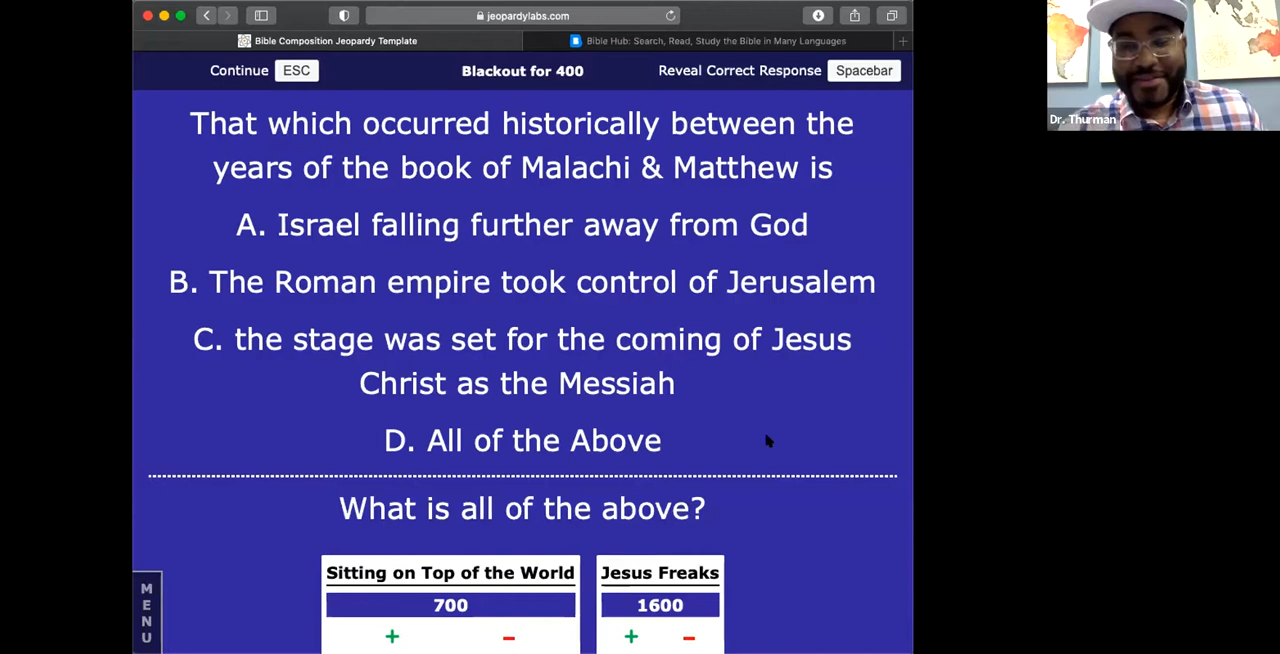 jeopardylabs.com
Bible Composition Jeopardy Template
Bible Hub: Search, Read, Study the Bible in Many Languages
Continue ESC
Blackout for 400
Reveal Correct Response Spacebar
That which occurred historically between the
years of the book of Malachi & Matthew is
A. Israel falling further away from God
B. The Roman empire took control of Jerusalem
C. the stage was set for the coming of Jesus
Christ as the Messiah
D. All of the Above
What is all of the above?
MENU
Sitting on Top of the World
700
+ -
Jesus Freaks
1600
+ -
Dr. Thurman